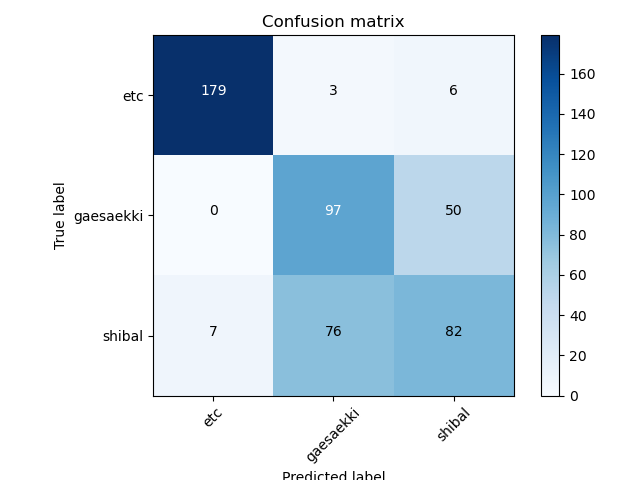 Confusion matrix
etc
179
3
6
gaesaekki
0
97
50
shibal
7
76
82
True label
etc
gaesaekki
shibal
Predicted label
160
140
120
100
80
60
40
20
0